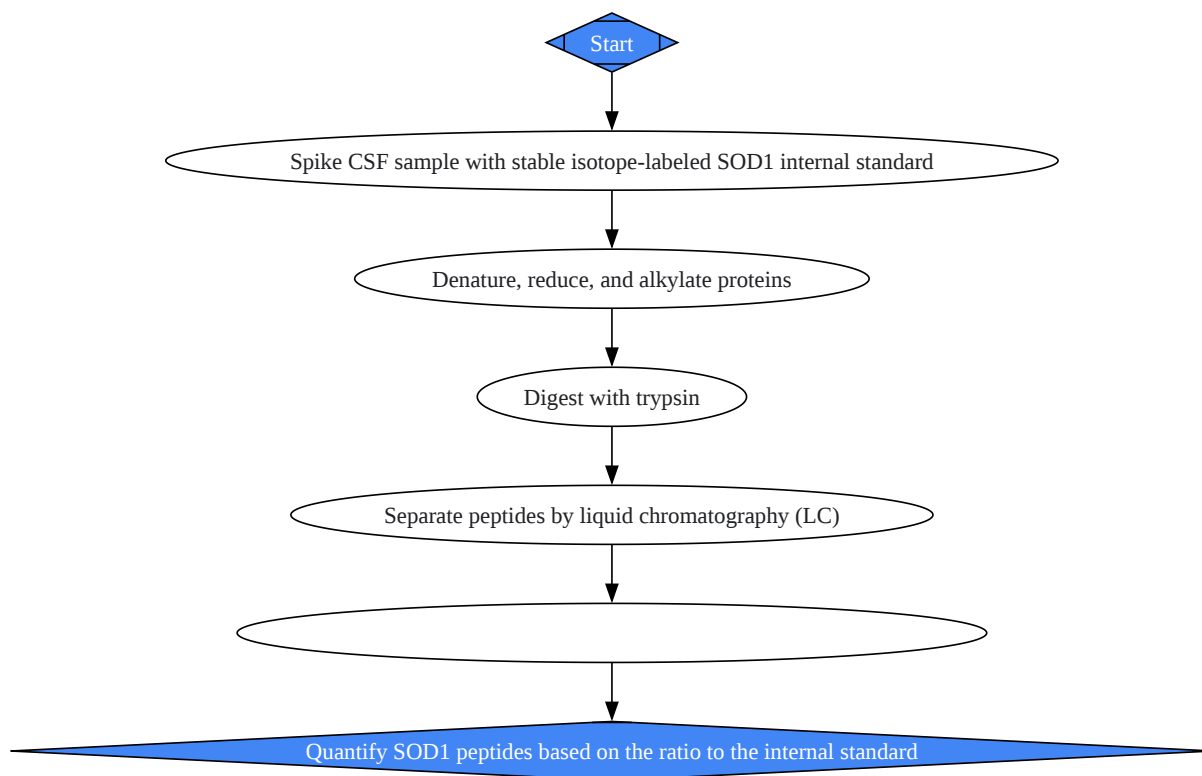 Start
Spike CSF sample with stable isotope-labeled SOD1 internal standard
Denature, reduce, and alkylate proteins
Digest with trypsin
Separate peptides by liquid chromatography (LC)
Quantify SOD1 peptides based on the ratio to the internal standard